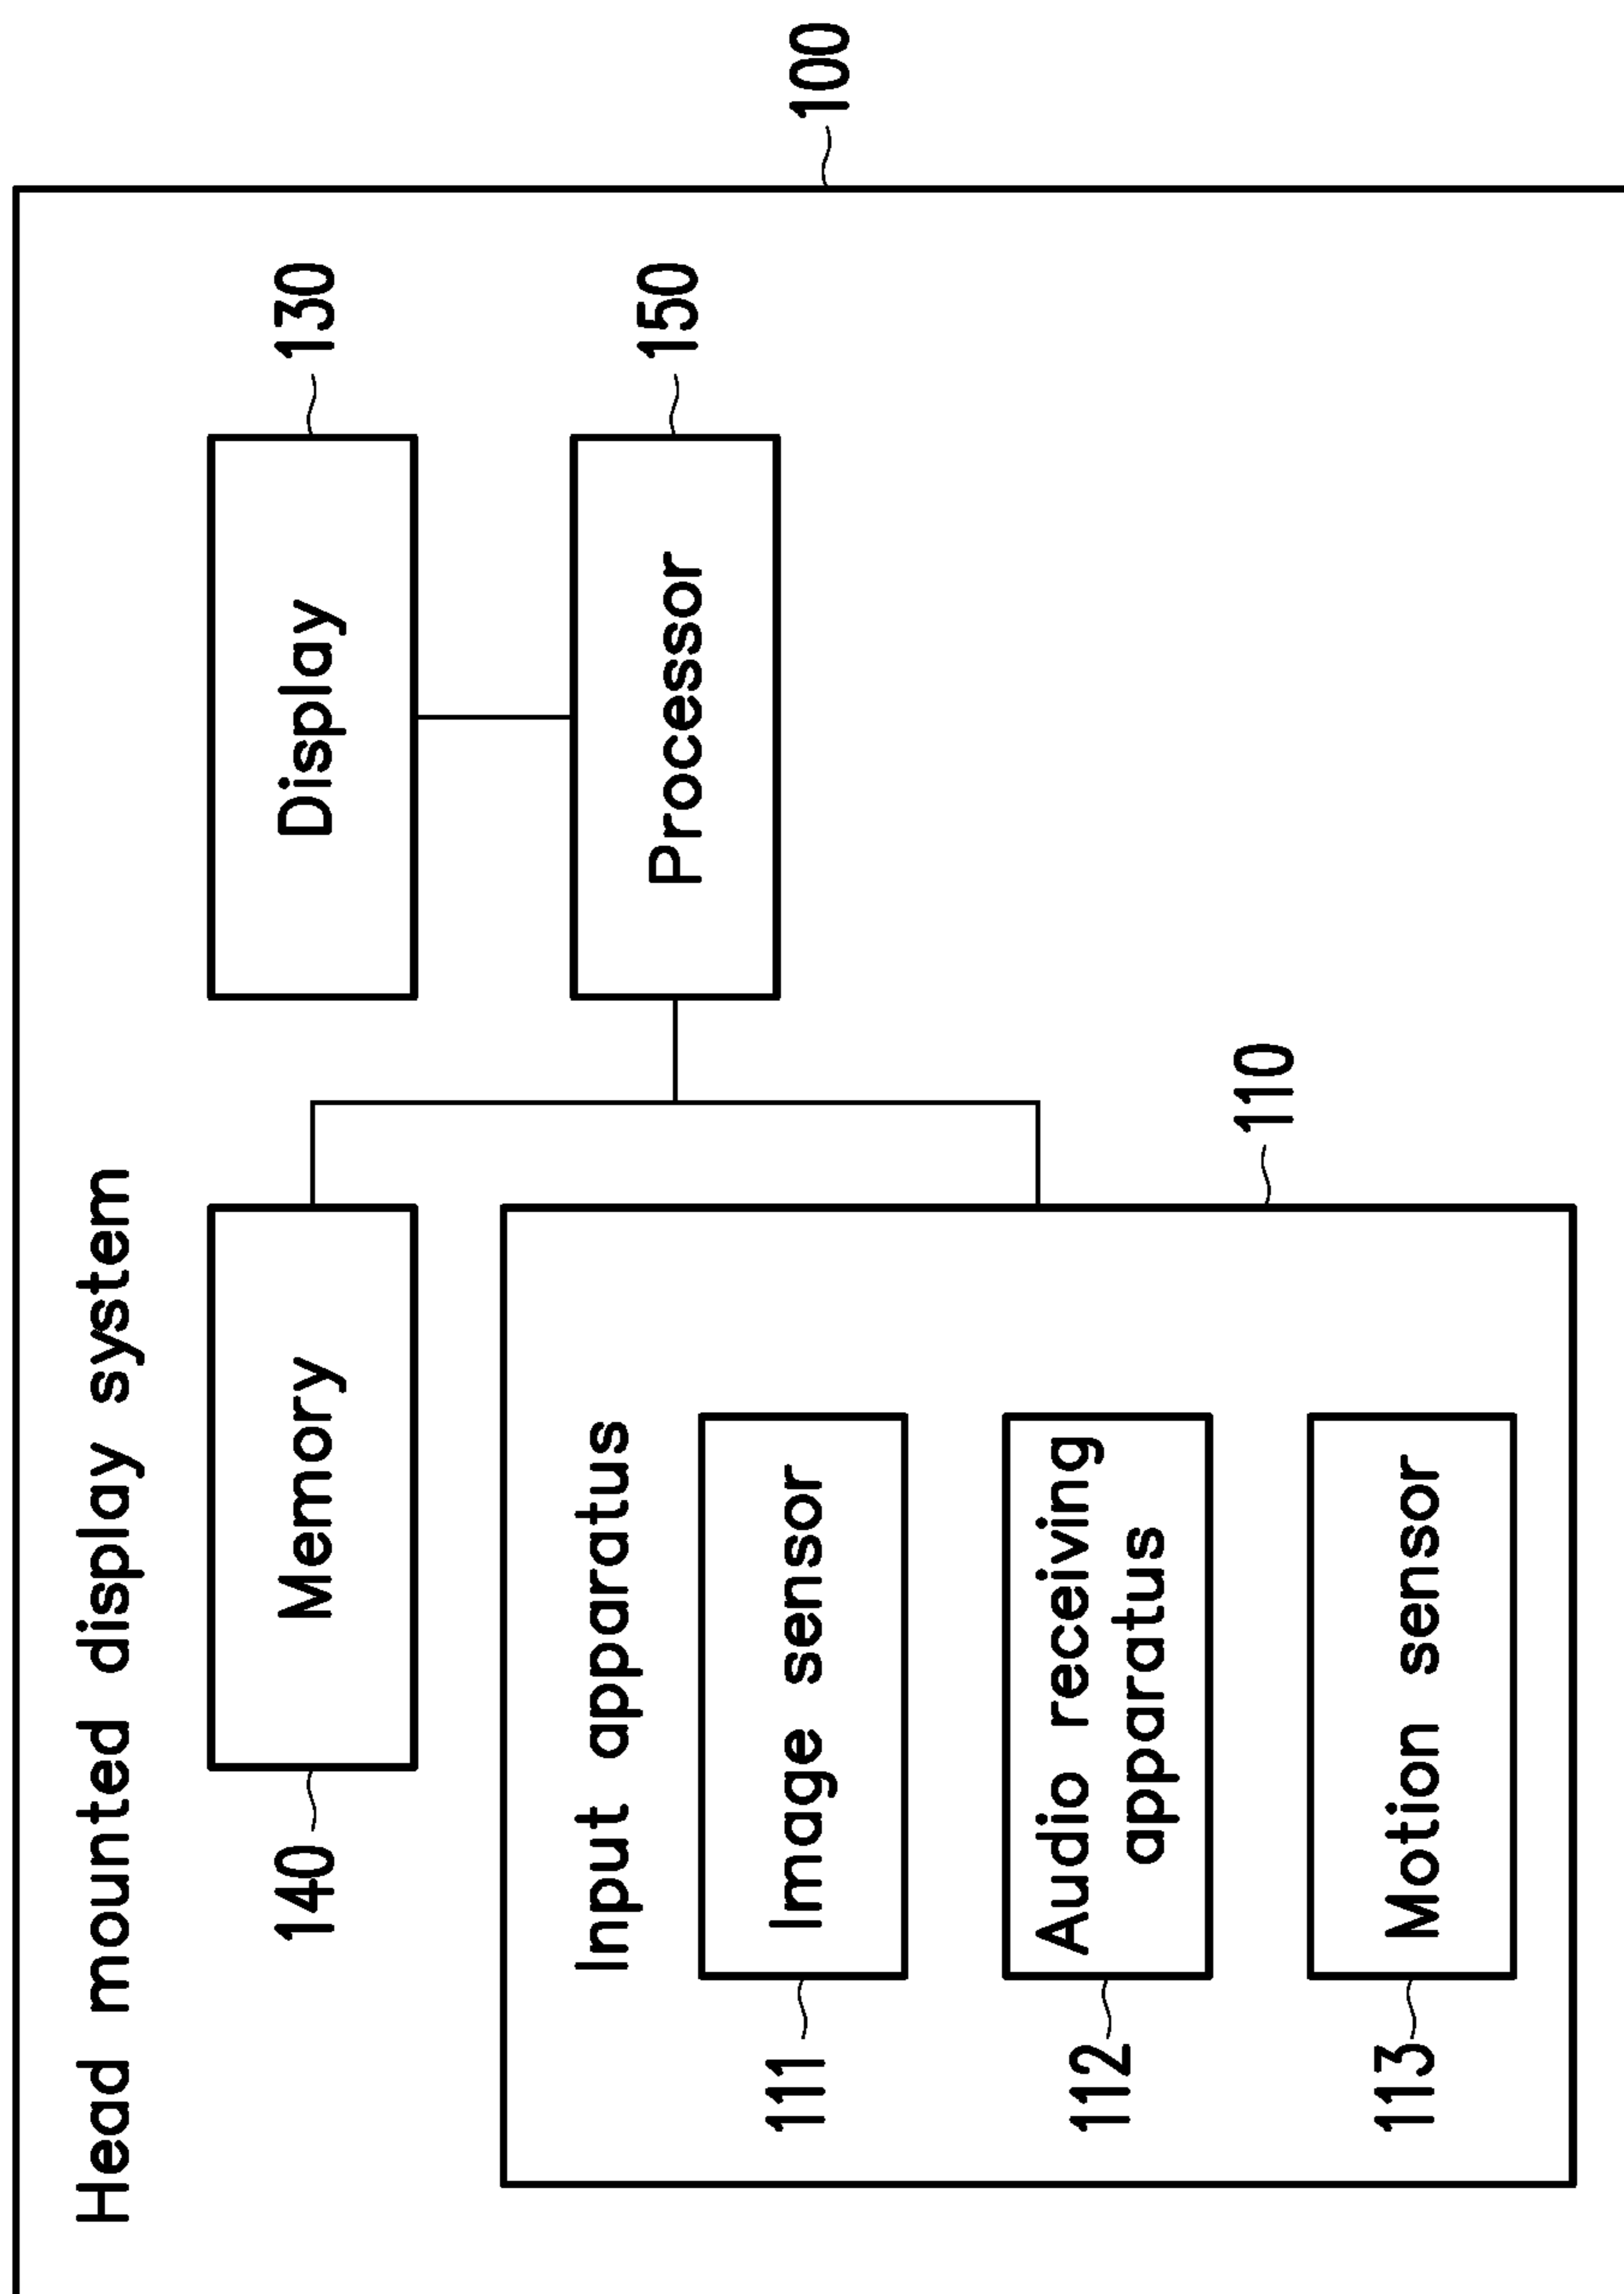 Head mounted display system
140
Memory
Display
130
Input apparatus
Processor
150
111
Image sensor
100
112
Audio receiving
apparatus
110
113
Motion sensor